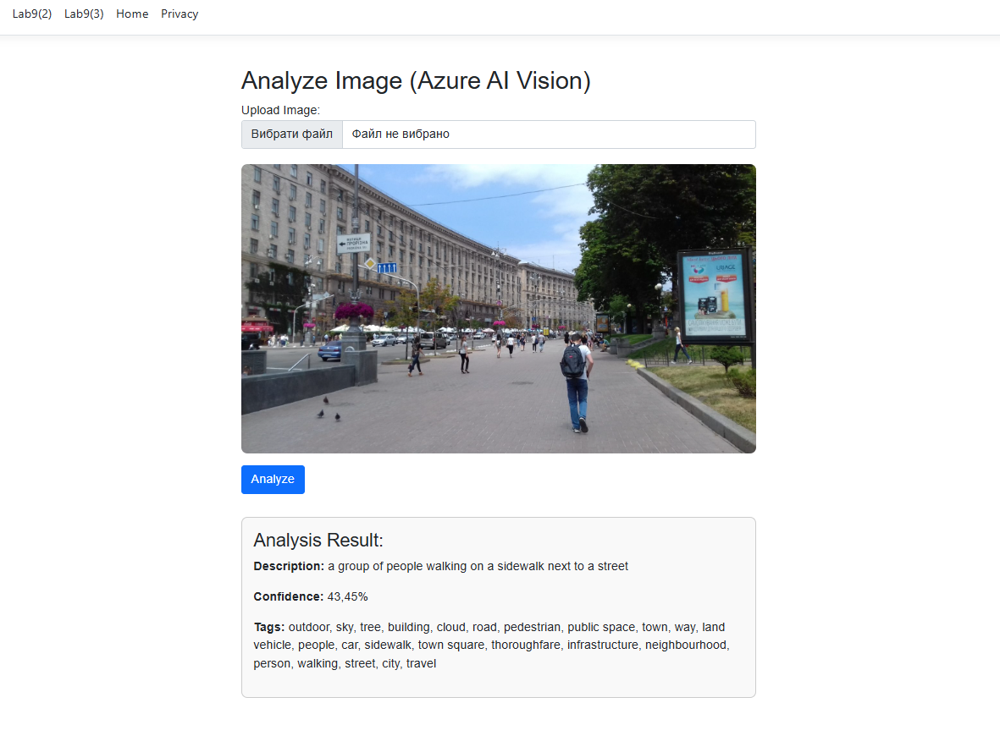 Lab9(2) Lab9(3) Home Privacy
Analyze Image (Azure AI Vision)
Upload Image:
Вибрати файл Файл не вибрано
ПРОРІЗНА
URIAGE
Analyze
Analysis Result:
Description: a group of people walking on a sidewalk next to a street
Confidence: 43,45%
Tags: outdoor, sky, tree, building, cloud, road, pedestrian, public space, town, way, land
vehicle, people, car, sidewalk, town square, thoroughfare, infrastructure, neighbourhood,
person, walking, street, city, travel